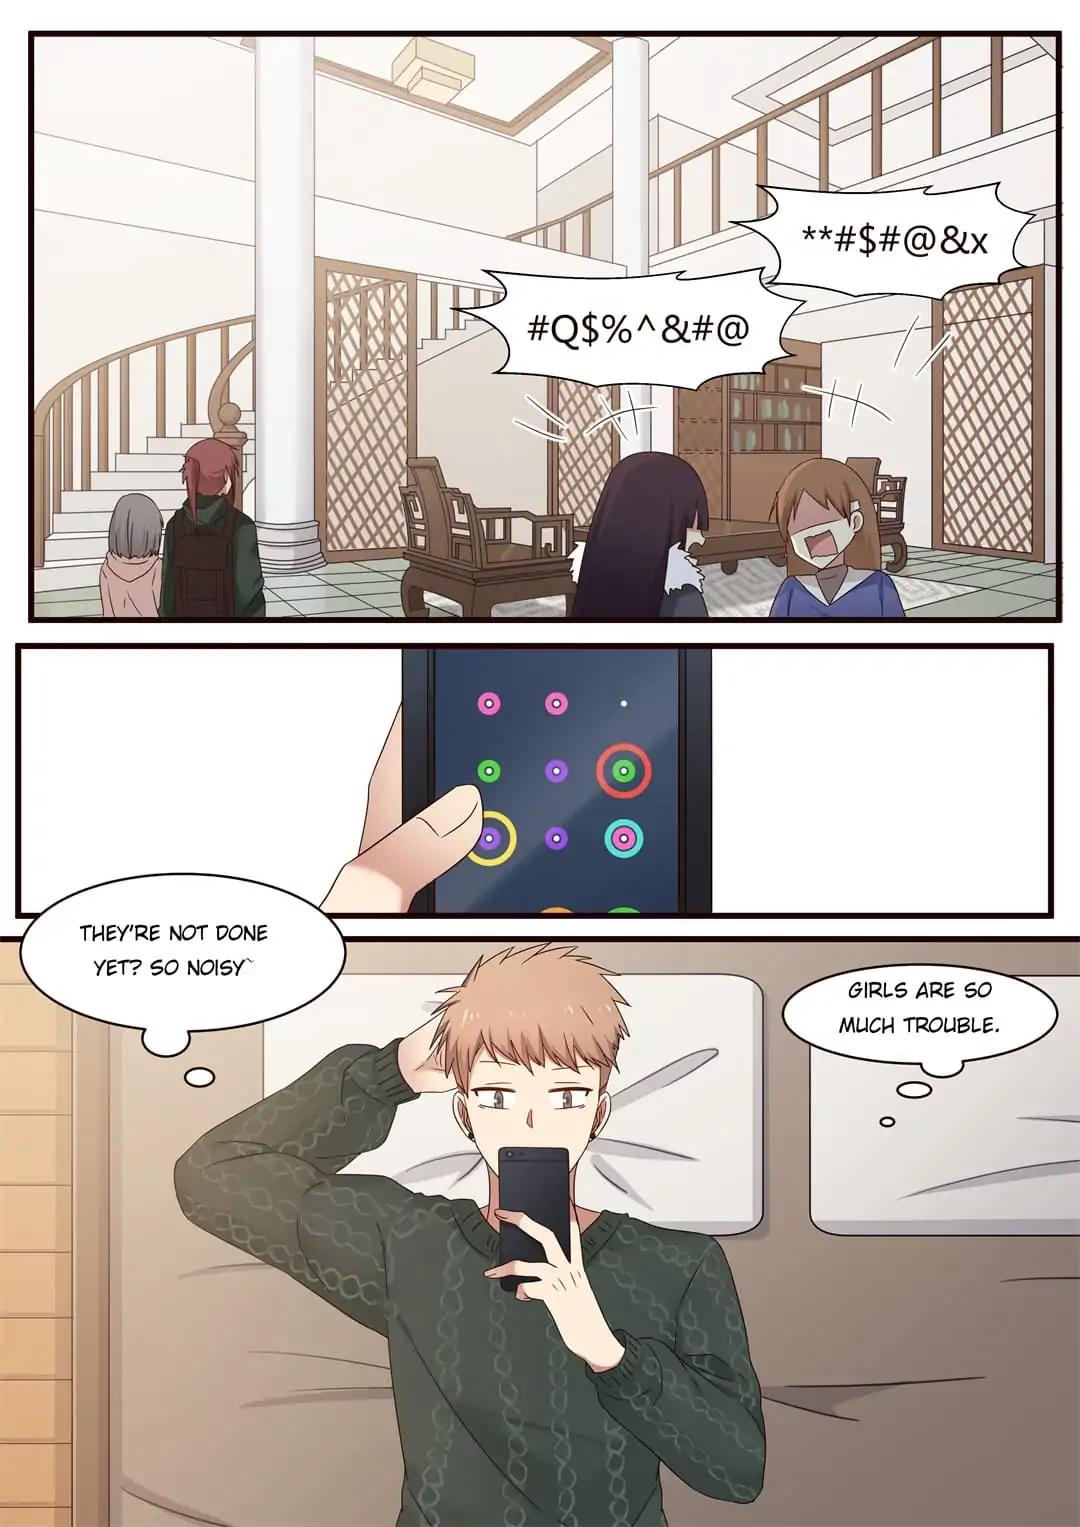 **#$#@&x
#Q$%^&#@
THEY'RE NOT DONE
YET? SO NOISY~
GIRLS ARE SO
MUCH TROUBLE.